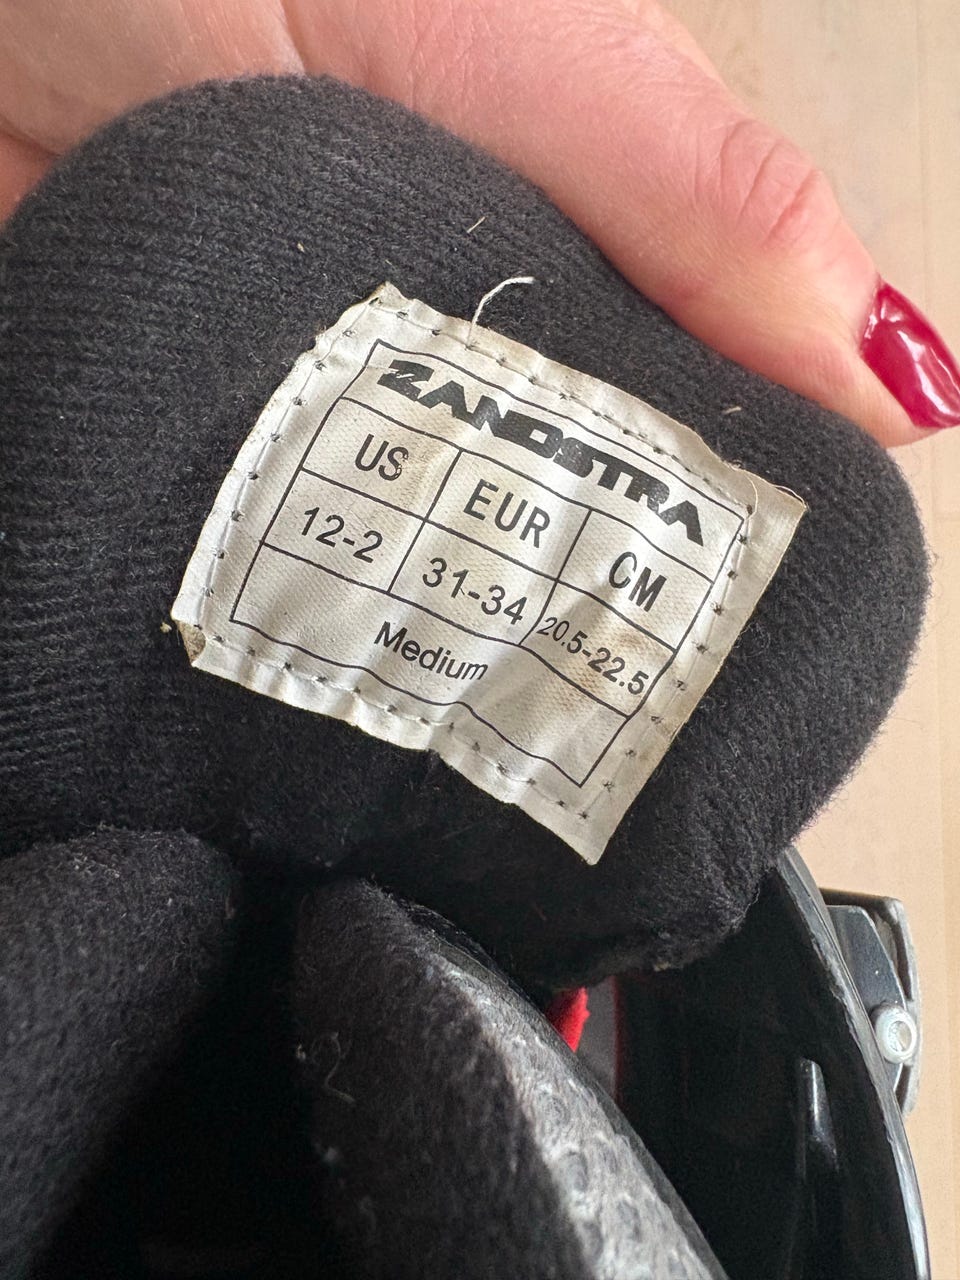 ZANDSTRA
US EUR CM
12-2 31-34 20.5-22.5
Medium